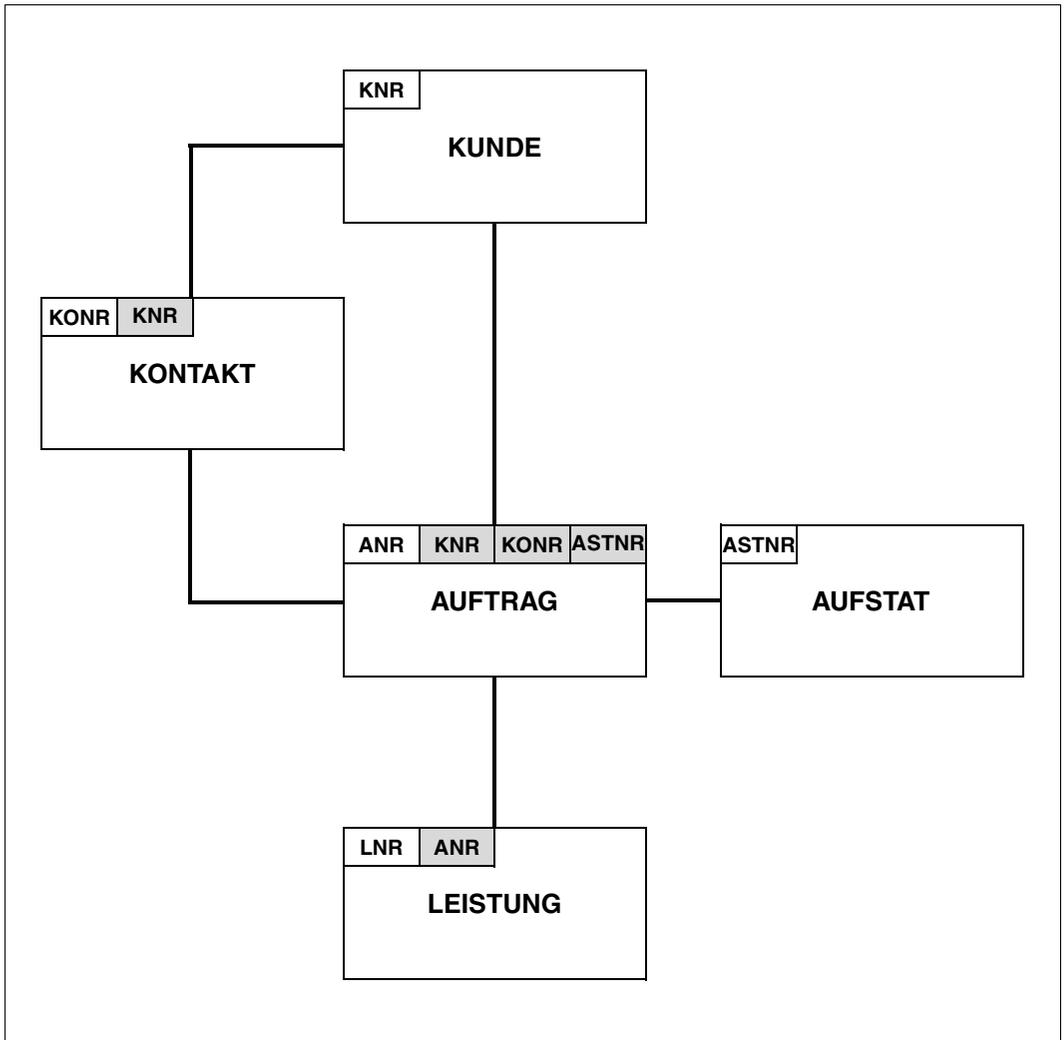 KNR
KUNDE
KONR KNR
KONTAKT
ANR KNR KONR ASTNR
AUFTRAG
ASTNR
AUFSTAT
LNR ANR
LEISTUNG